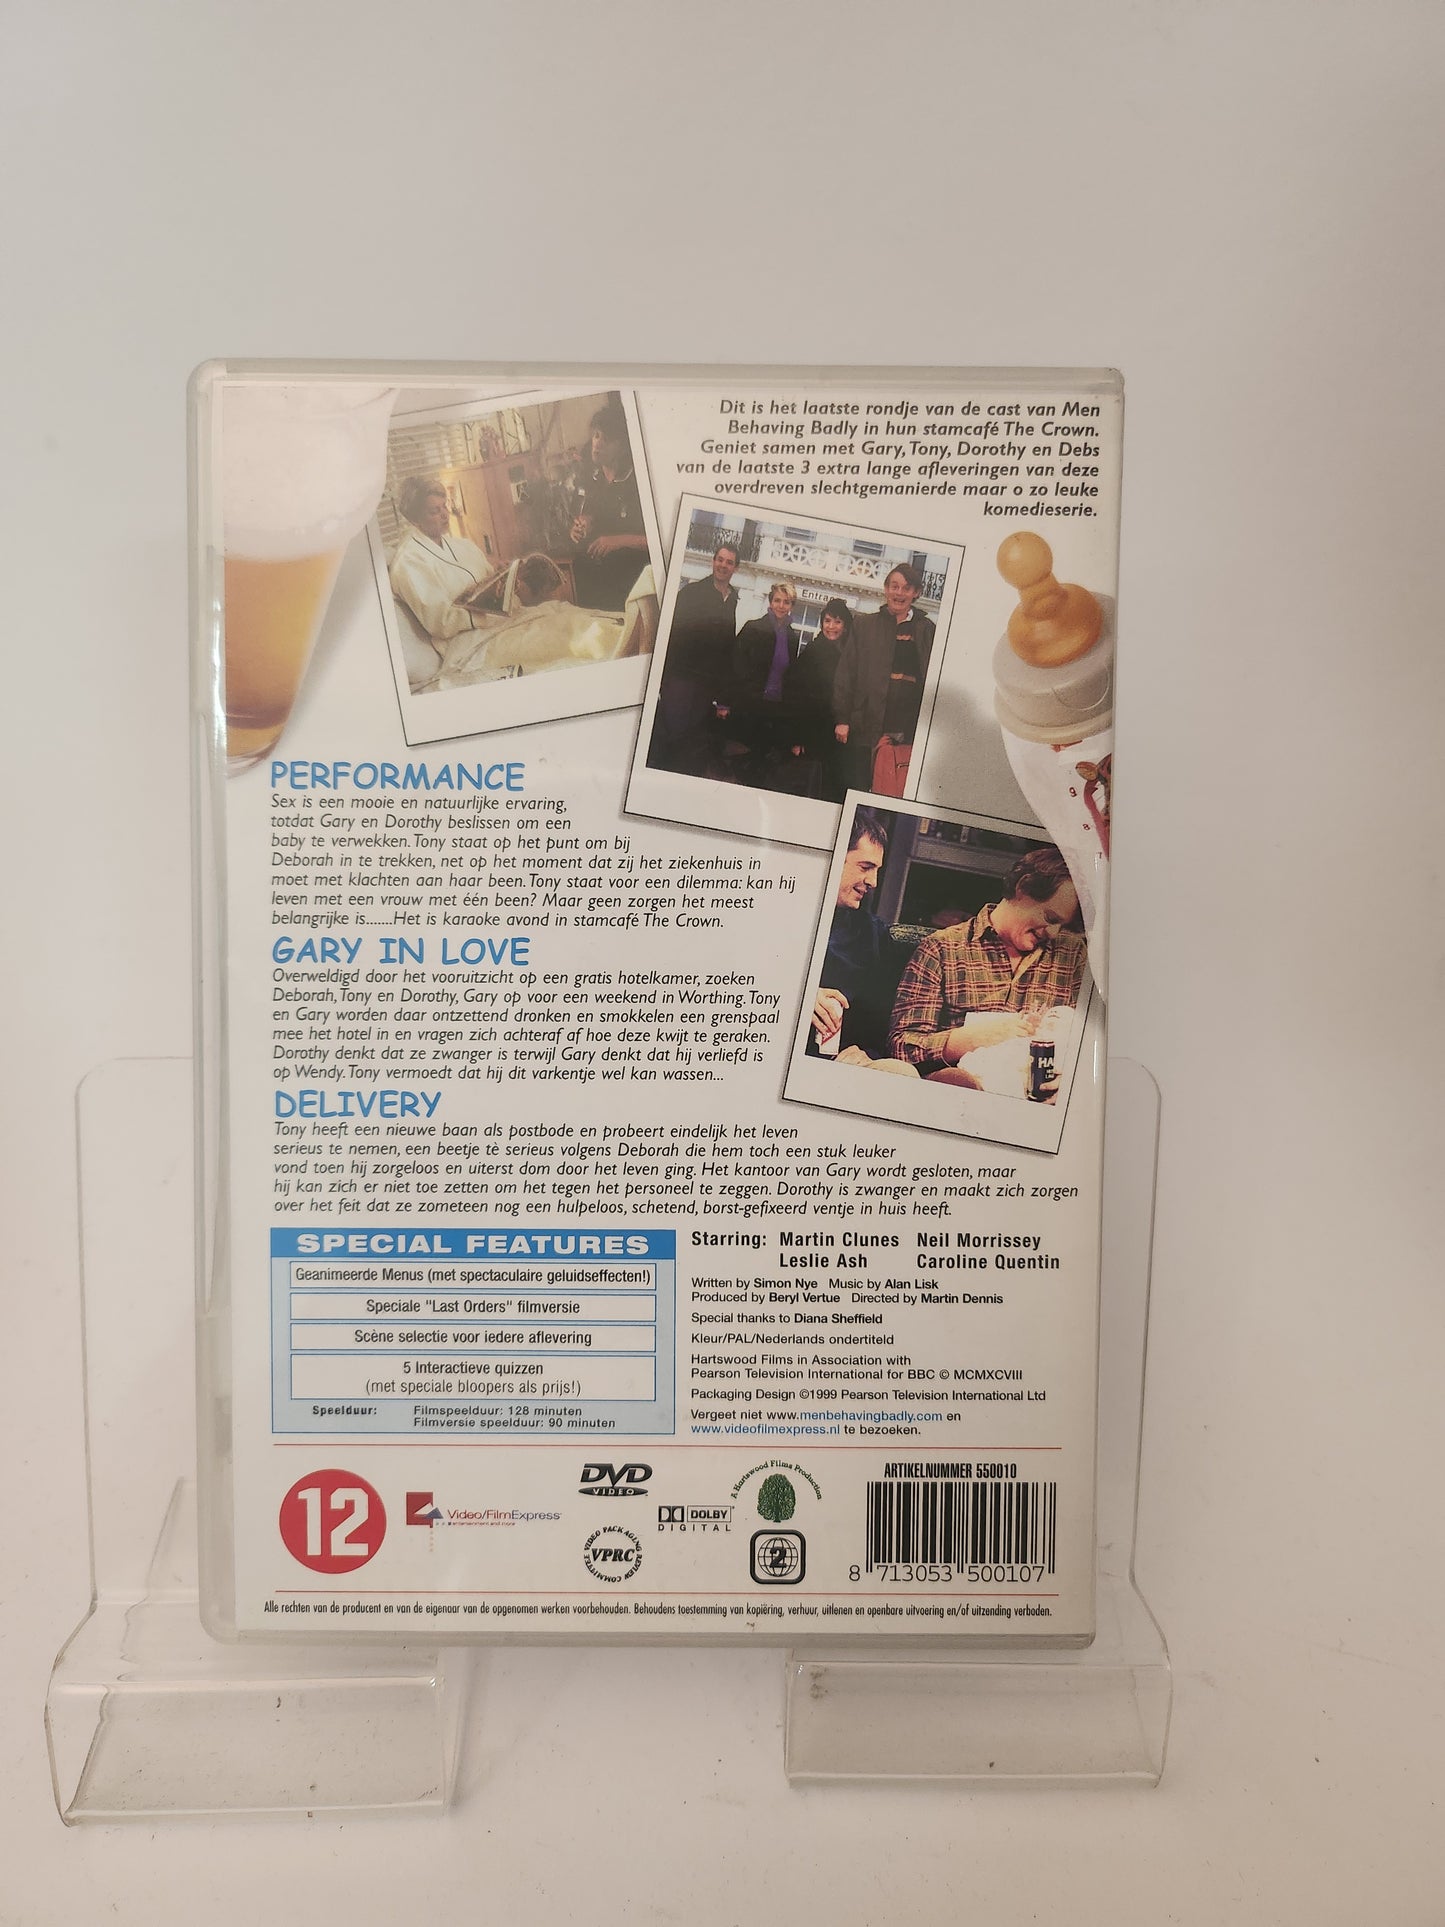 Dit is het laatste rondje van de cast van Men
Behaving Badly in hun stamcafé The Crown.
Geniet samen met Gary, Tony, Dorothy en Debs
van de laatste 3 extra lange afleveringen van deze
overdreven slechtgemanierde maar o zo leuke
komedieserie.
PERFORMANCE
Sex is een mooie en natuurlijke ervaring,
totdat Gary en Dorothy beslissen om een
baby te verwekken. Tony staat op het punt om bij
Deborah in te trekken, net op het moment dat zij het ziekenhuis in
moet met klachten aan haar been. Tony staat voor een dilemma: kan hij
leven met een vrouw met één been? Maar geen zorgen het meest
belangrijke is.......Het is karaoke avond in stamcafé The Crown.
GARY IN LOVE
Overweldigd door het vooruitzicht op een gratis hotelkamer, zoeken
Deborah, Tony en Dorothy, Gary op voor een weekend in Worthing. Tony
en Gary worden daar ontzettend dronken en smokkelen een grenspaal
mee het hotel in en vragen zich achteraf af hoe deze kwijt te geraken.
Dorothy denkt dat ze zwanger is terwijl Gary denkt dat hij verliefd is
op Wendy. Tony vermoedt dat hij dit varkentje wel kan wassen...
DELIVERY
Tony heeft een nieuwe baan als postbode en probeert eindelijk het leven
serieus te nemen, een beetje tè serieus volgens Deborah die hem toch een stuk leuker
vond toen hij zorgeloos en uiterst dom door het leven ging. Het kantoor van Gary wordt gesloten, maar
hij kan zich er niet toe zetten om het tegen het personeel te zeggen. Dorothy is zwanger en maakt zich zorgen
over het feit dat ze zometeen nog een hulpeloos, schetend, borst-gefixeerd ventje in huis heeft.
SPECIAL FEATURES
Geanimeerde Menus (met spectaculaire geluidseffecten!)
Speciale "Last Orders" filmversie
Scène selectie voor iedere aflevering
5 Interactieve quizzen
(met speciale bloopers als prijs!)
Speelduur: Filmspeelduur: 128 minuten
Filmversie speelduur: 90 minuten
Starring: Martin Clunes Neil Morrissey
Leslie Ash Caroline Quentin
Written by Simon Nye Music by Alan Lisk
Produced by Beryl Vertue Directed by Martin Dennis
Special thanks to Diana Sheffield
Kleur/PAL/Nederlands ondertiteld
Hartswood Films in Association with
Pearson Television International for BBC © MCMXCVIII
Packaging Design ©1999 Pearson Television International Ltd
Vergeet niet www.menbehavingbadly.com en
www.videofilmexpress.nl te bezoeken.
12
Video/FilmExpress
DVD
VIDEO
VIDEO PACKAGING REVIEW COMMITTEE
VPRC
DOLBY
DIGITAL
A Hartswood Films Production
2
ARTIKELNUMMER 550010
8 713053 500107
Alle rechten van de producent en van de eigenaar van de opgenomen werken voorbehouden. Behoudens toestemming van kopiëring, verhuur, uitlenen en openbare uitvoering en/of uitzending verboden.